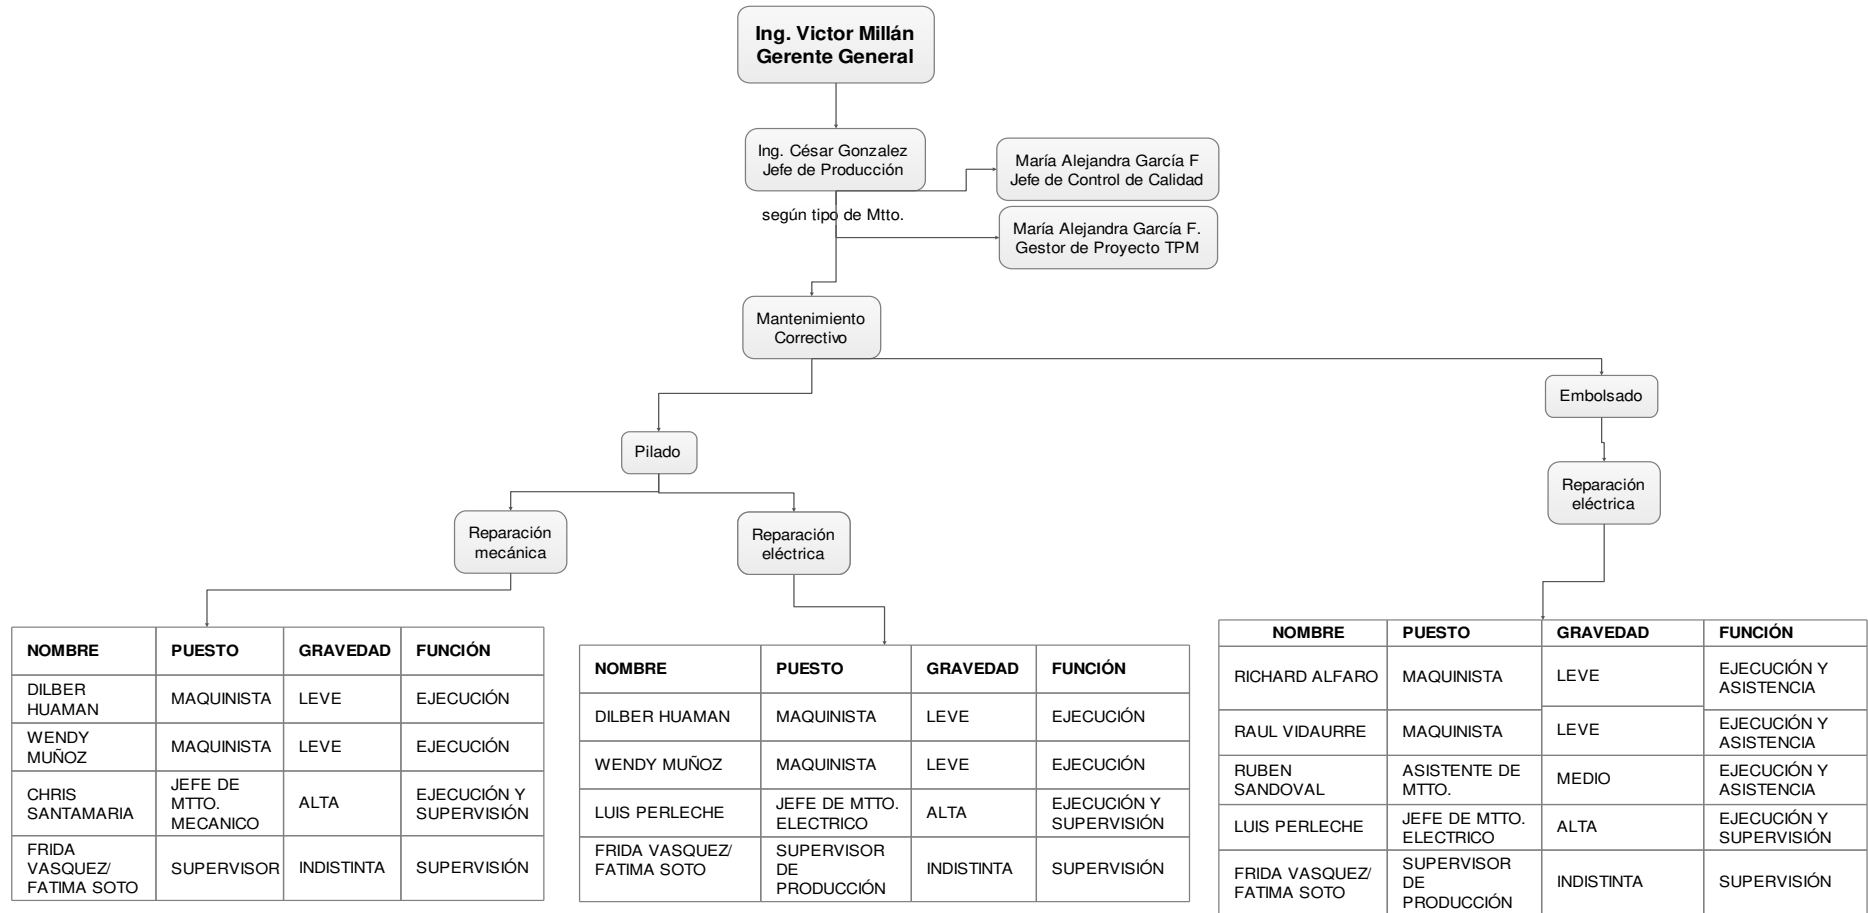 Ing. Victor Millán
Gerente General
Ing. César Gonzalez
Jefe de Producción
María Alejandra García F
Jefe de Control de Calidad
según tipo de Mtto.
María Alejandra García F.
Gestor de Proyecto TPM
Mantenimiento
Correctivo
Embolsado
Pilado
Reparación
eléctrica
Reparación
mecánica
Reparación
eléctrica
NOMBRE PUESTO GRAVEDAD FUNCIÓN
DILBER
HUAMAN
MAQUINISTA LEVE EJECUCIÓN
WENDY
MUÑOZ
MAQUINISTA LEVE EJECUCIÓN
CHRIS
SANTAMARIA
JEFE DE
MTTO.
MECANICO
ALTA
EJECUCIÓN Y
SUPERVISIÓN
FRIDA
VASQUEZ/
FATIMA SOTO
SUPERVISOR INDISTINTA SUPERVISIÓN
NOMBRE PUESTO GRAVEDAD FUNCIÓN
DILBER HUAMAN MAQUINISTA LEVE EJECUCIÓN
WENDY MUÑOZ MAQUINISTA LEVE EJECUCIÓN
LUIS PERLECHE
JEFE DE MTTO.
ELECTRICO
ALTA
EJECUCIÓN Y
SUPERVISIÓN
FRIDA VASQUEZ/
FATIMA SOTO
SUPERVISOR
DE
PRODUCCIÓN
INDISTINTA SUPERVISIÓN
NOMBRE PUESTO GRAVEDAD FUNCIÓN
RICHARD ALFARO MAQUINISTA LEVE
EJECUCIÓN Y
ASISTENCIA
RAUL VIDAURRE MAQUINISTA LEVE
EJECUCIÓN Y
ASISTENCIA
RUBEN
SANDOVAL
ASISTENTE DE
MTTO.
MEDIO
EJECUCIÓN Y
ASISTENCIA
LUIS PERLECHE
JEFE DE MTTO.
ELECTRICO
ALTA
EJECUCIÓN Y
SUPERVISIÓN
FRIDA VASQUEZ/
FATIMA SOTO
SUPERVISOR
DE
PRODUCCIÓN
INDISTINTA SUPERVISIÓN